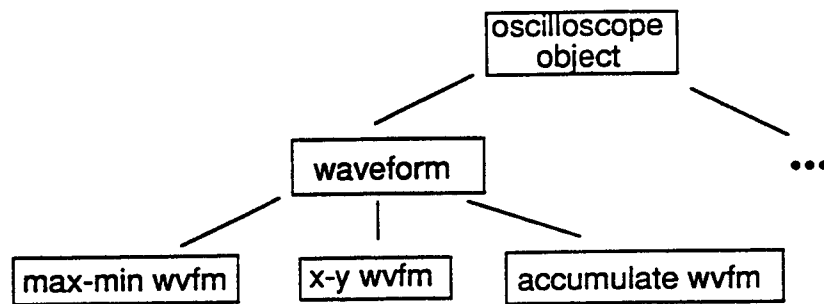 oscilloscope
object
waveform
•••
max-min wvfm
x-y wvfm
accumulate wvfm